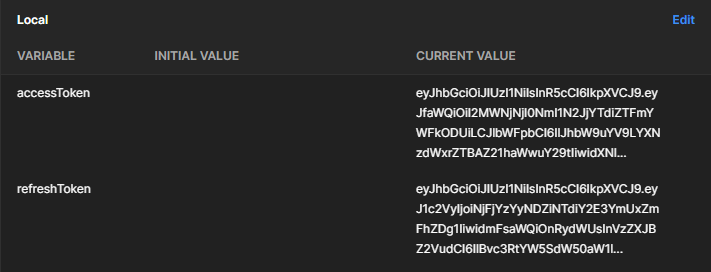 Local
Edit
VARIABLE INITIAL VALUE CURRENT VALUE
accessToken
eyJhbGciOiJIUzI1NiIsInR5cCI6IkpXVCJ9.ey
JfaWQiOiI2MWNjNjI0NmI1N2JjYTdiZTFmY
WFkODUiLCJlbWFpbCI6IlJhbW9uYV9LYXN
zdWxrZTBAZ21haWwuY29tIiwidXNl...
refreshToken
eyJhbGciOiJIUzI1NiIsInR5cCI6IkpXVCJ9.ey
J1c2VyIjoiNjFjYzYyNDZiNTdiY2E3YmUxZm
FhZDg1IiwidmFsaWQiOnRydWUsInVzZXJB
Z2VudCI6IlBvc3RtYW5SdW50aW1l...